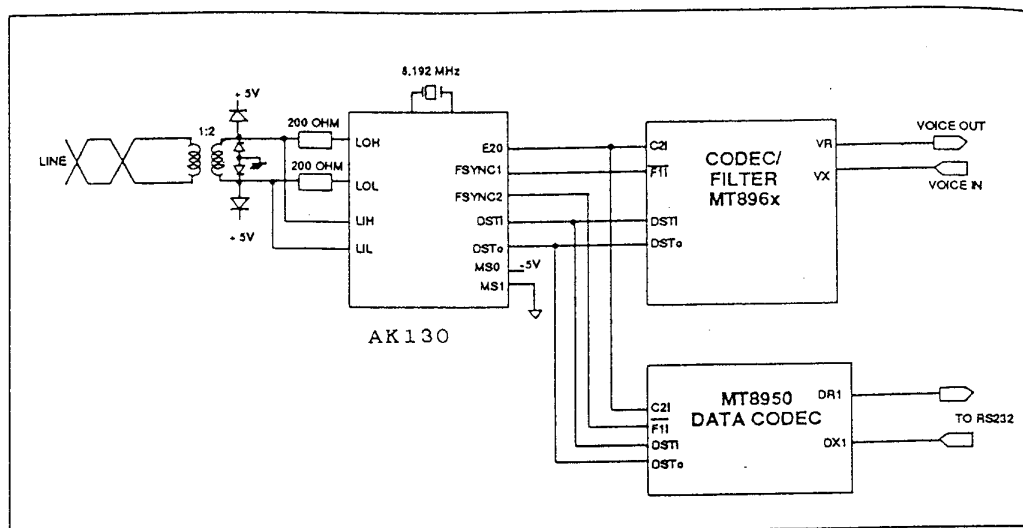 8.192 MHz
+ 5V
1:2
200 OHM
LINE
200 OHM
+ 5V
LOH
LOL
LIH
LIL
E20
FSYNC1
FSYNC2
DSTI
DSTo
MS0
-5V
MS1
AK130
C2I
F1I
DSTI
DSTo
CODEC/
FILTER
MT896x
VR
VX
VOICE OUT
VOICE IN
C2I
F1I
DSTI
DSTo
MT8950
DATA CODEC
DR1
DX1
TO RS232